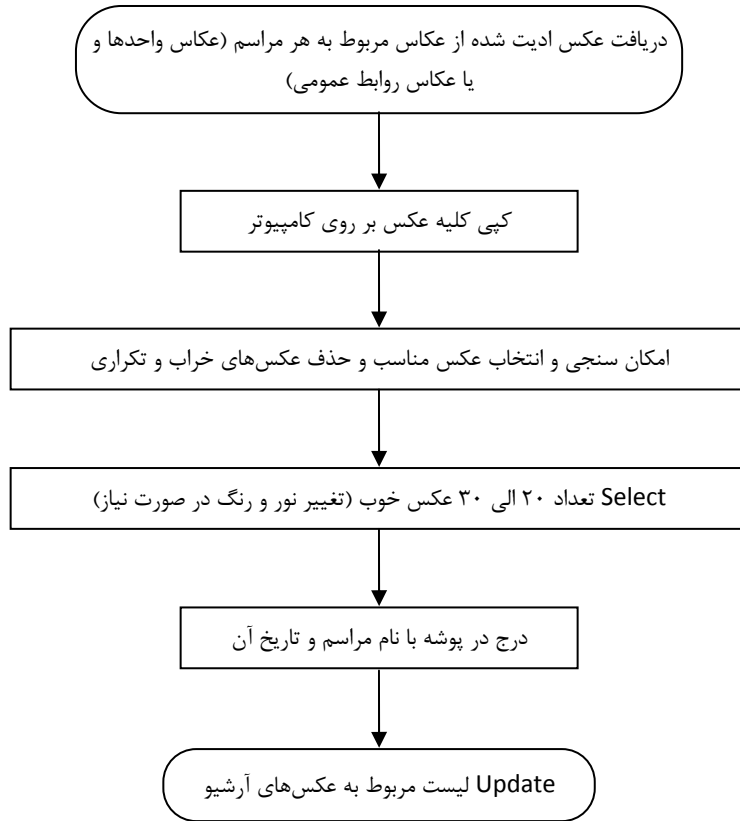 دریافت عکس ادیت شده از عکاس مربوط به هر مراسم (عکاس واحدها و
یا عکاس روابط عمومی)
کپی کلیه عکس بر روی کامپیوتر
امکان سنجی و انتخاب عکس مناسب و حذف عکس‌های خراب و تکراری
Select تعداد ۲۰ الی ۳۰ عکس خوب (تغییر نور و رنگ در صورت نیاز)
درج در پوشه با نام مراسم و تاریخ آن
Update لیست مربوط به عکس‌های آرشیو